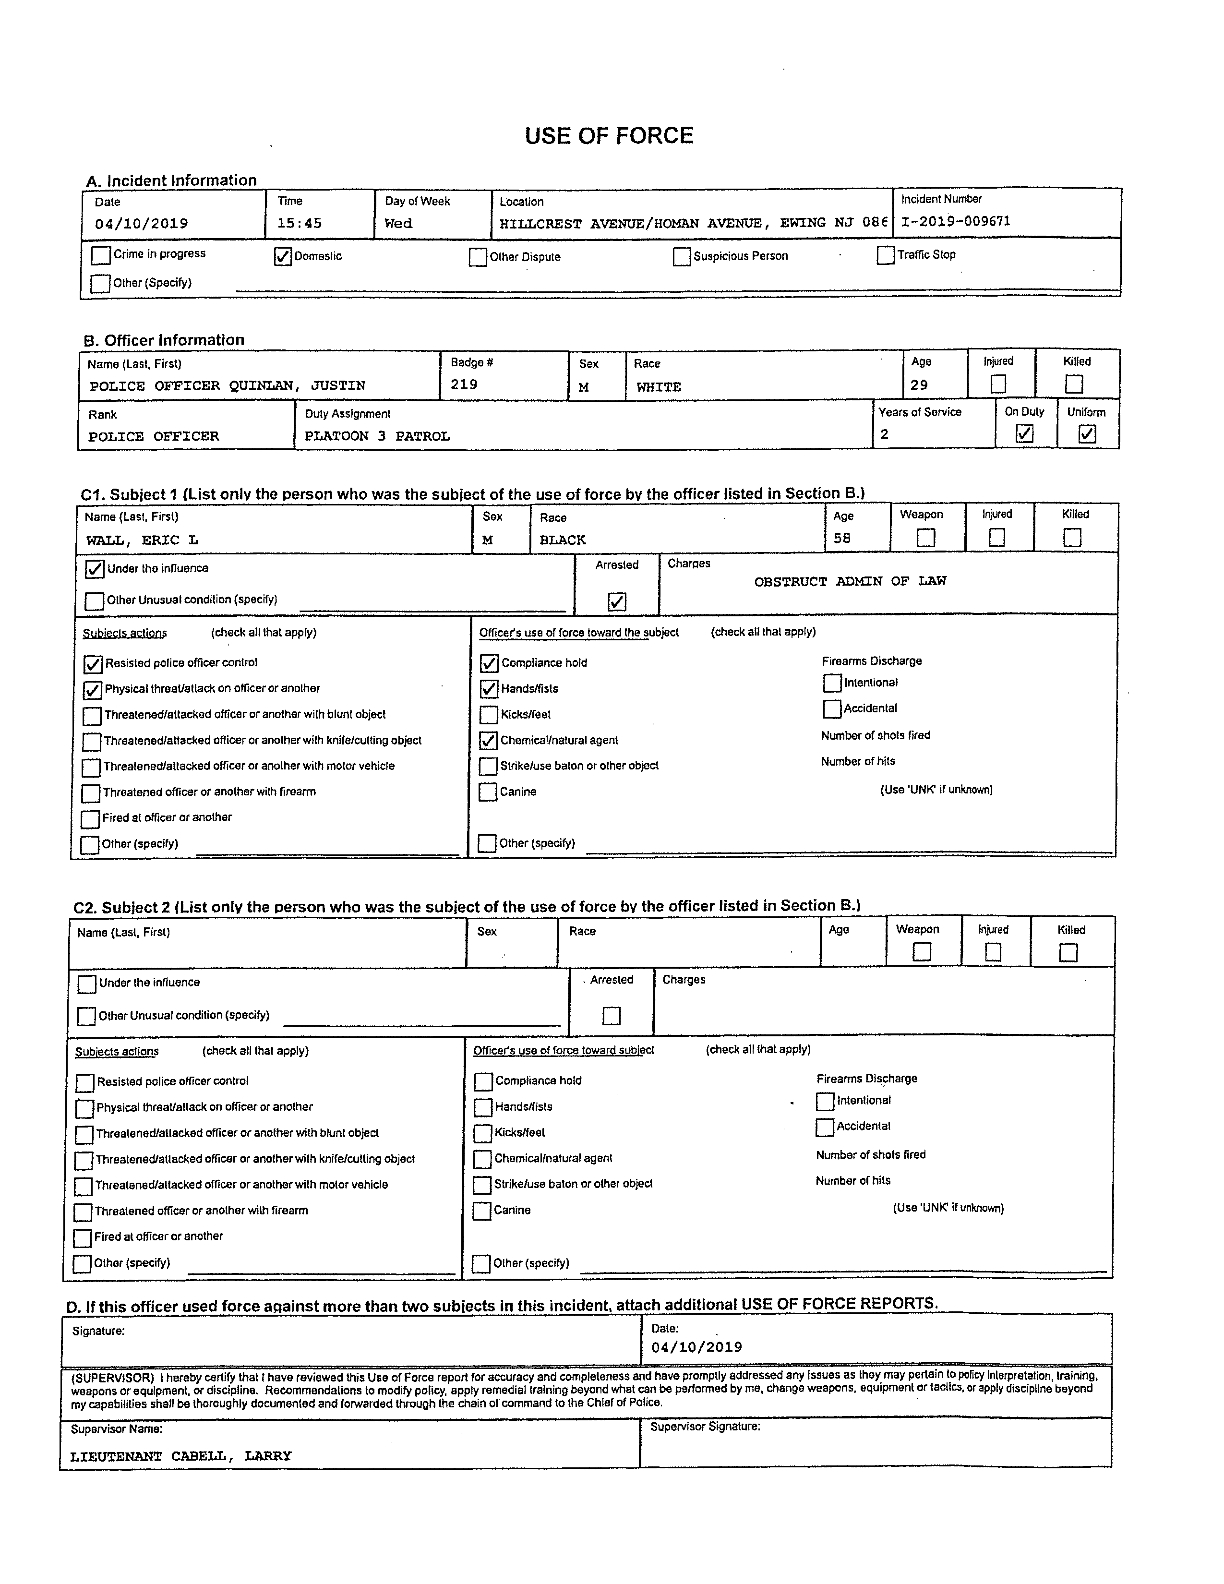 USE OF FORCE
A. Incident Information
Date Time Day of Week Location Incident Number
04/10/2019 15:45 Wed HILLCREST AVENUE/HOMAN AVENUE, EWING NJ 086 I-2019-009671
Crime in progress Domestic Other Dispute Suspicious Person Traffic Stop
Other (Specify)
B. Officer Information
Name (Last, First) Badge # Sex Race Age Injured Killed
POLICE OFFICER QUINLAN, JUSTIN 219 M WHITE 29
Rank Duty Assignment Years of Service On Duty Uniform
POLICE OFFICER PLATOON 3 PATROL 2
C1. Subject 1 (List only the person who was the subject of the use of force by the officer listed in Section B.)
Name (Last, First) Sex Race Age Weapon Injured Killed
WALL, ERIC L M BLACK 58
Under the influence Arrested Charges
OBSTRUCT ADMIN OF LAW
Other Unusual condition (specify)
Subjects actions (check all that apply) Officer's use of force toward the subject (check all that apply)
Resisted police officer control Compliance hold Firearms Discharge
Physical threat/attack on officer or another Hands/fists Intentional
Threatened/attacked officer or another with blunt object Kicks/feet Accidental
Threatened/attacked officer or another with knife/cutting object Chemical/natural agent Number of shots fired
Threatened/attacked officer or another with motor vehicle Strike/use baton or other object Number of hits
Threatened officer or another with firearm Canine (Use 'UNK' if unknown)
Fired at officer or another
Other (specify) Other (specify)
C2. Subject 2 (List only the person who was the subject of the use of force by the officer listed in Section B.)
Name (Last, First) Sex Race Age Weapon Injured Killed
Under the influence Arrested Charges
Other Unusual condition (specify)
Subjects actions (check all that apply) Officer's use of force toward subject (check all that apply)
Resisted police officer control Compliance hold Firearms Discharge
Physical threat/attack on officer or another Hands/fists Intentional
Threatened/attacked officer or another with blunt object Kicks/feet Accidental
Threatened/attacked officer or another with knife/cutting object Chemical/natural agent Number of shots fired
Threatened/attacked officer or another with motor vehicle Strike/use baton or other object Number of hits
Threatened officer or another with firearm Canine (Use 'UNK' if unknown)
Fired at officer or another
Other (specify) Other (specify)
D. If this officer used force against more than two subjects in this incident, attach additional USE OF FORCE REPORTS.
Signature: Date:
04/10/2019
(SUPERVISOR) I hereby certify that I have reviewed this Use of Force report for accuracy and completeness and have promptly addressed any issues as they may pertain to policy interpretation, training,
weapons or equipment, or discipline. Recommendations to modify policy, apply remedial training beyond what can be performed by me, change weapons, equipment or tactics, or apply discipline beyond
my capabilities shall be thoroughly documented and forwarded through the chain of command to the Chief of Police.
Supervisor Name: Supervisor Signature:
LIEUTENANT CABELL, LARRY